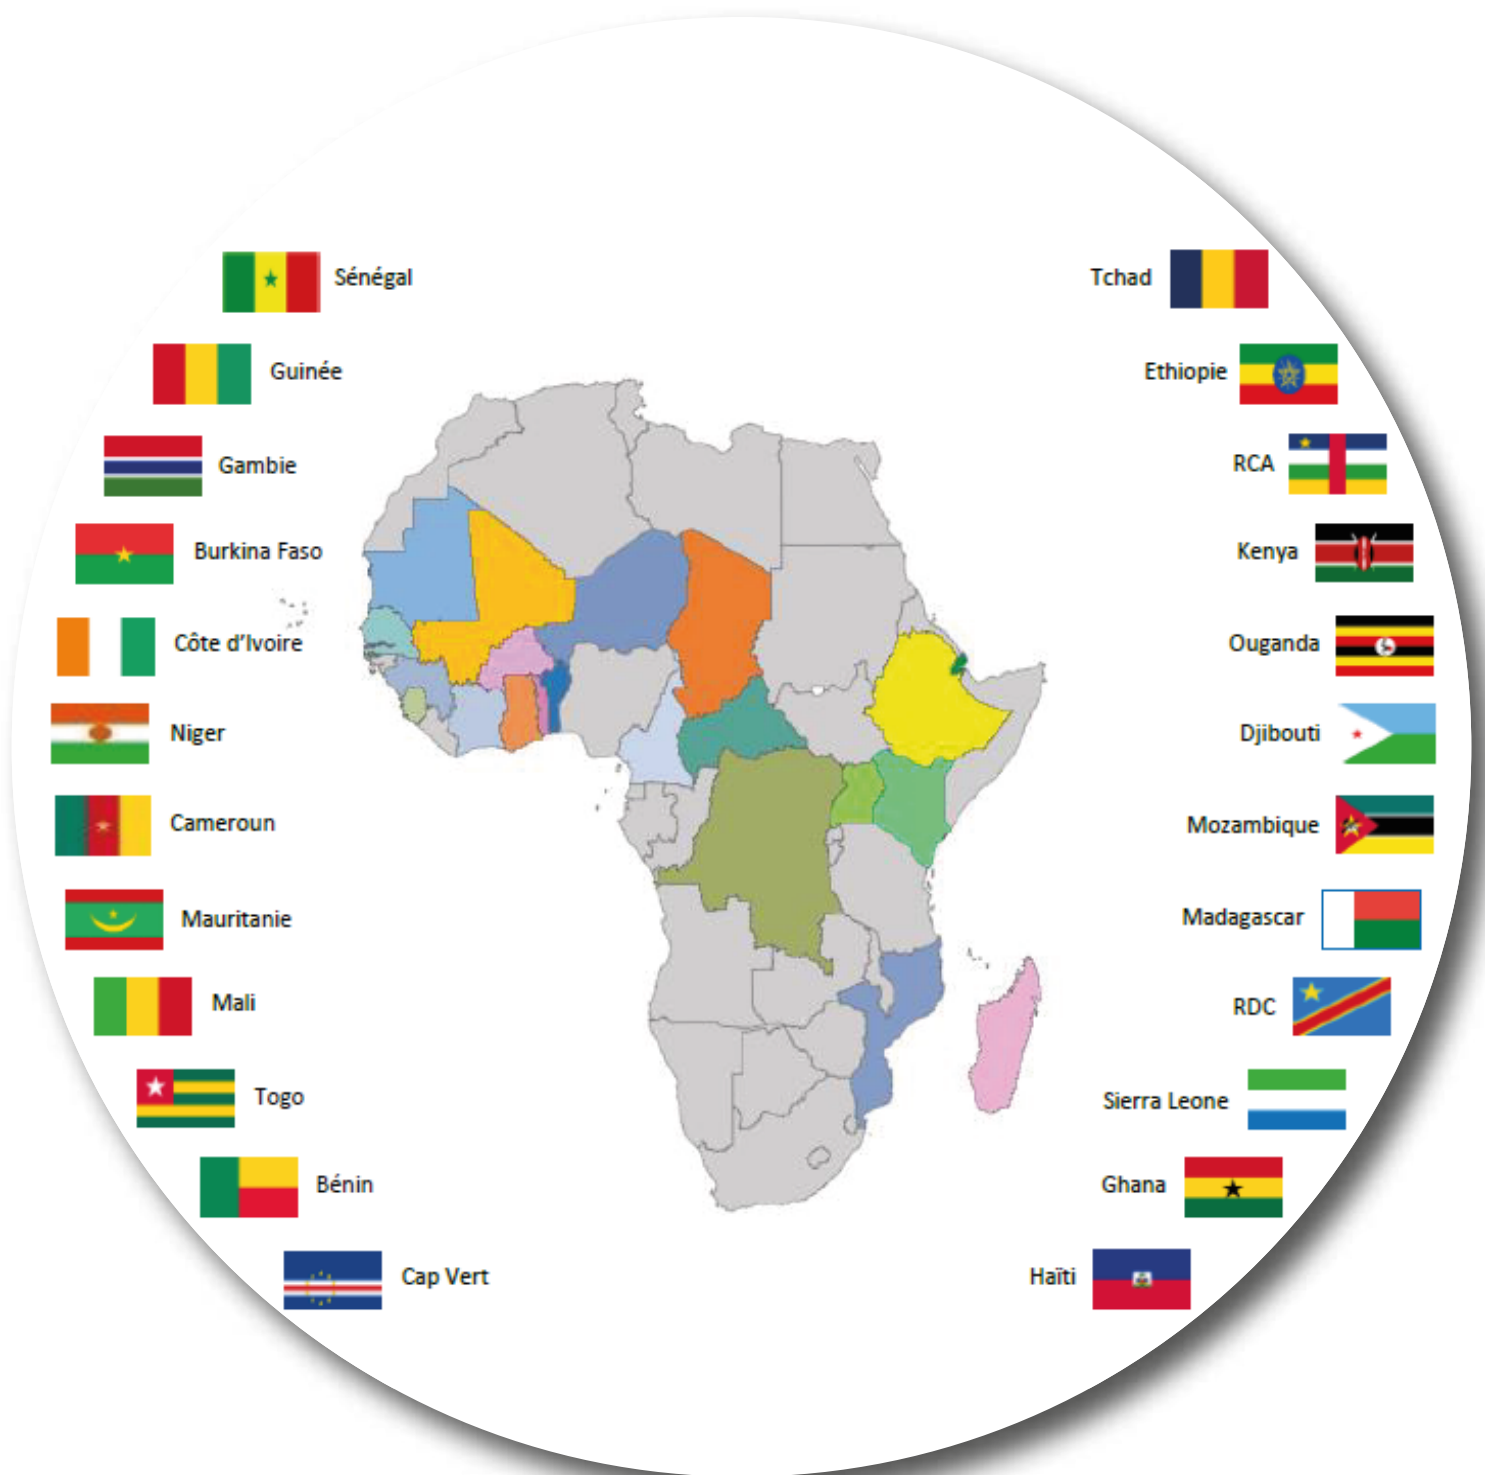 Sénégal
Guinée
Gambie
Burkina Faso
Côte d'Ivoire
Niger
Cameroun
Mauritanie
Mali
Togo
Bénin
Cap Vert
Tchad
Ethiopie
RCA
Kenya
Ouganda
Djibouti
Mozambique
Madagascar
RDC
Sierra Leone
Ghana
Haïti